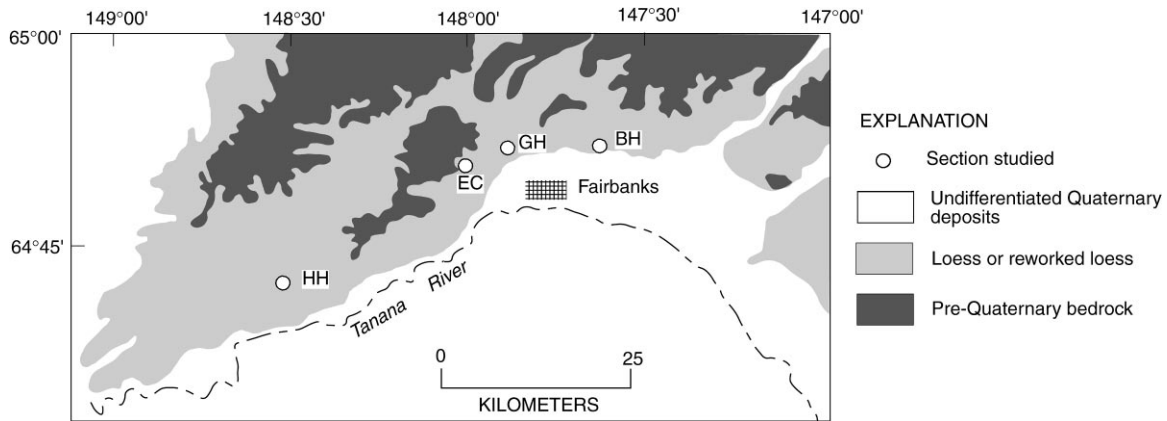 149°00'
148°30'
148°00'
147°30'
147°00'
65°00'
64°45'
GH
BH
EC
Fairbanks
HH
Tanana River
0
25
KILOMETERS
EXPLANATION
Section studied
Undifferentiated Quaternary
deposits
Loess or reworked loess
Pre-Quaternary bedrock